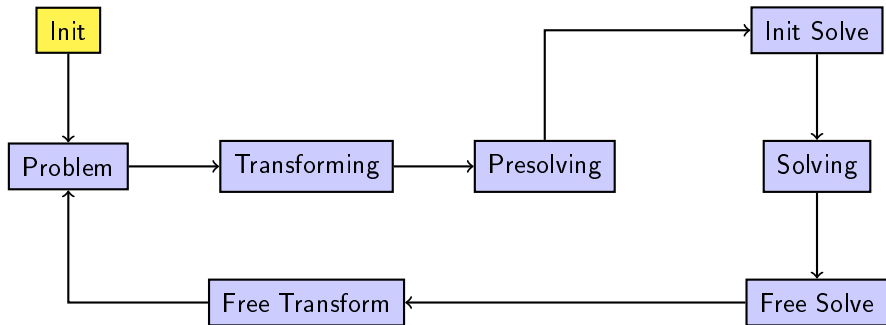 Init
Init Solve
Problem
Transforming
Presolving
Solving
Free Transform
Free Solve